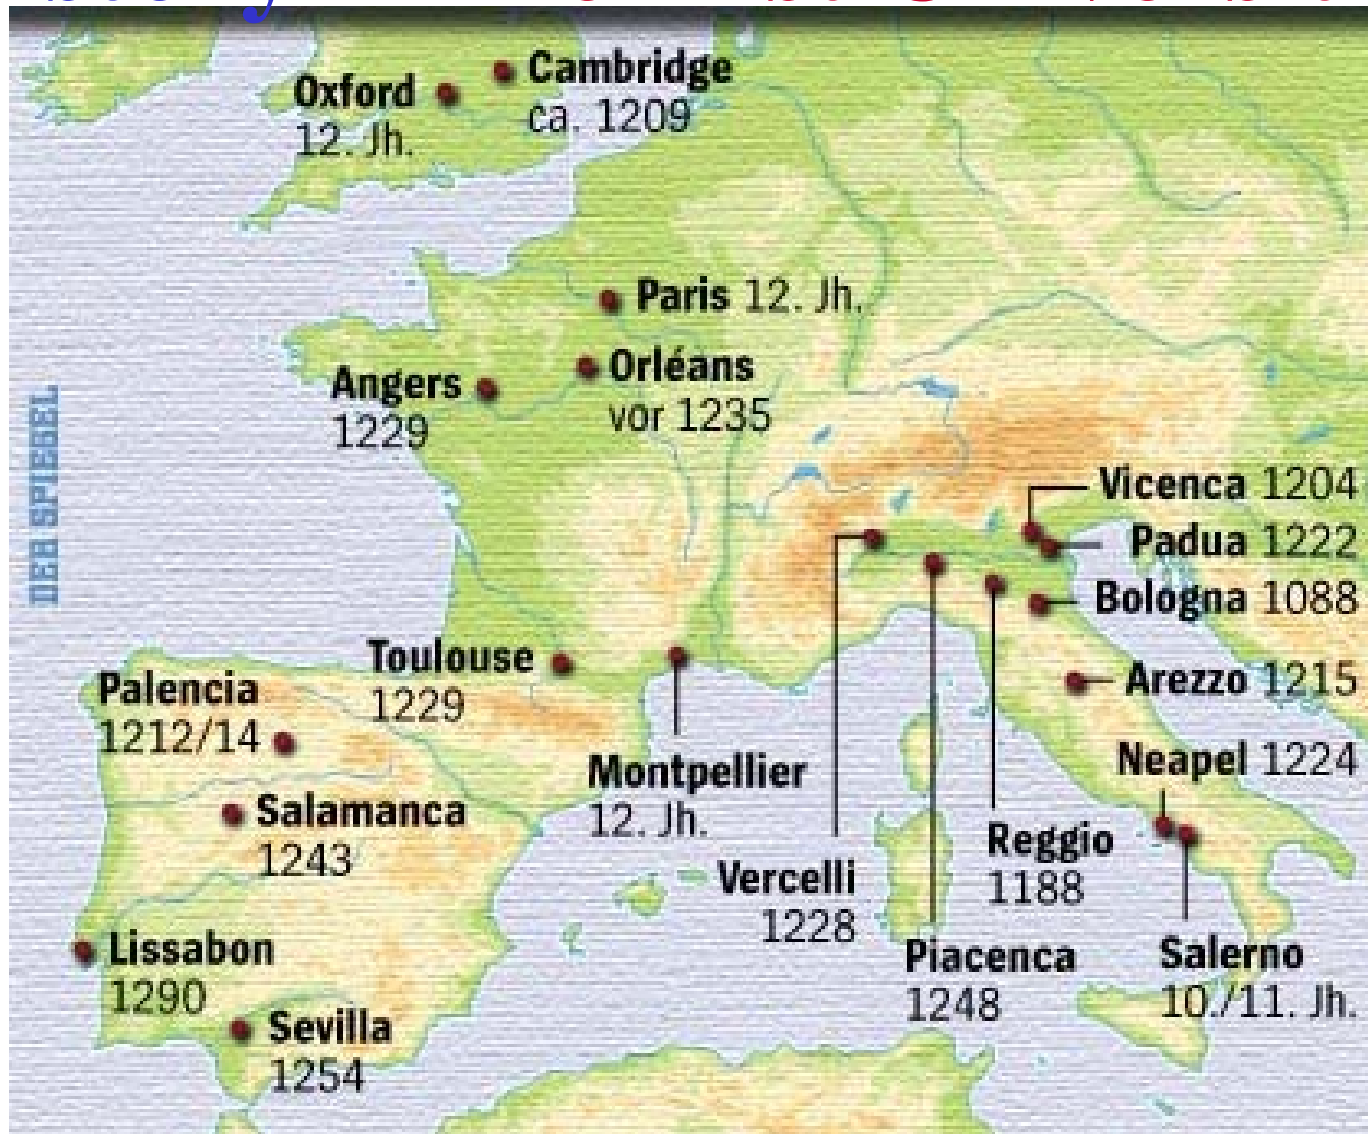 Cambridge
ca. 1209
Oxford
12. Jh.
Paris 12. Jh.
Orléans
vor 1235
Angers
1229
DER SPIEGEL
Vicenca 1204
Padua 1222
Bologna 1088
Toulouse
1229
Palencia
1212/14
Arezzo 1215
Neapel 1224
Montpellier
12. Jh.
Salamanca
1243
Reggio
1188
Vercelli
1228
Lissabon
1290
Piacenca
1248
Salerno
10./11. Jh.
Sevilla
1254